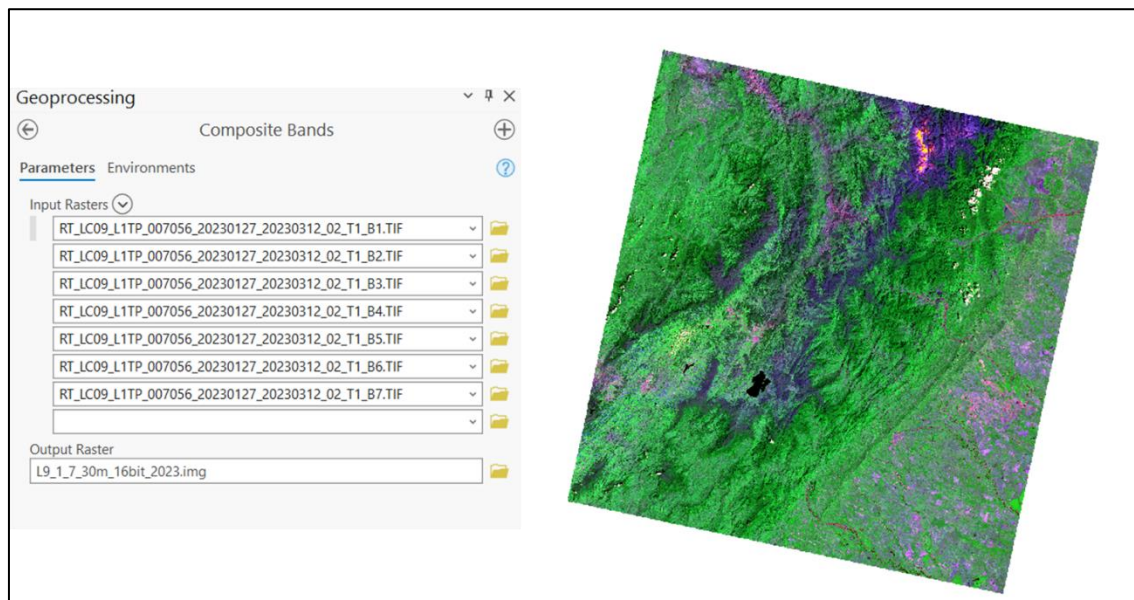 Geoprocessing
Composite Bands
Parameters Environments
Input Rasters
RT_LC09_L1TP_007056_20230127_20230312_02_T1_B1.TIF
RT_LC09_L1TP_007056_20230127_20230312_02_T1_B2.TIF
RT_LC09_L1TP_007056_20230127_20230312_02_T1_B3.TIF
RT_LC09_L1TP_007056_20230127_20230312_02_T1_B4.TIF
RT_LC09_L1TP_007056_20230127_20230312_02_T1_B5.TIF
RT_LC09_L1TP_007056_20230127_20230312_02_T1_B6.TIF
RT_LC09_L1TP_007056_20230127_20230312_02_T1_B7.TIF
Output Raster
L9_1_7_30m_16bit_2023.img